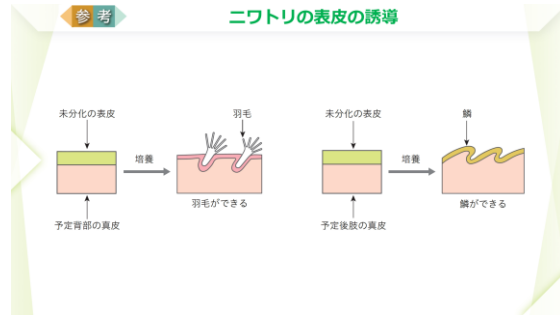 参考
ニワトリの表皮の誘導
未分化の表皮
羽毛
培養
羽毛ができる
予定背部の真皮
未分化の表皮
鱗
培養
鱗ができる
予定後肢の真皮